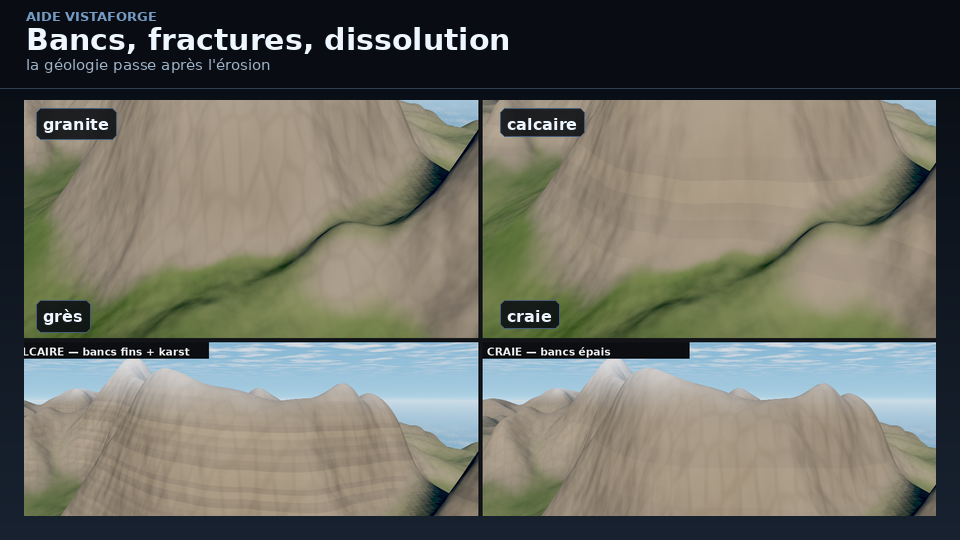 AIDE VISTAFORGE
Bancs, fractures, dissolution
la géologie passe après l'érosion
granite
calcaire
grès
craie
LCAIRE — bancs fins + karst
CRAIE — bancs épais